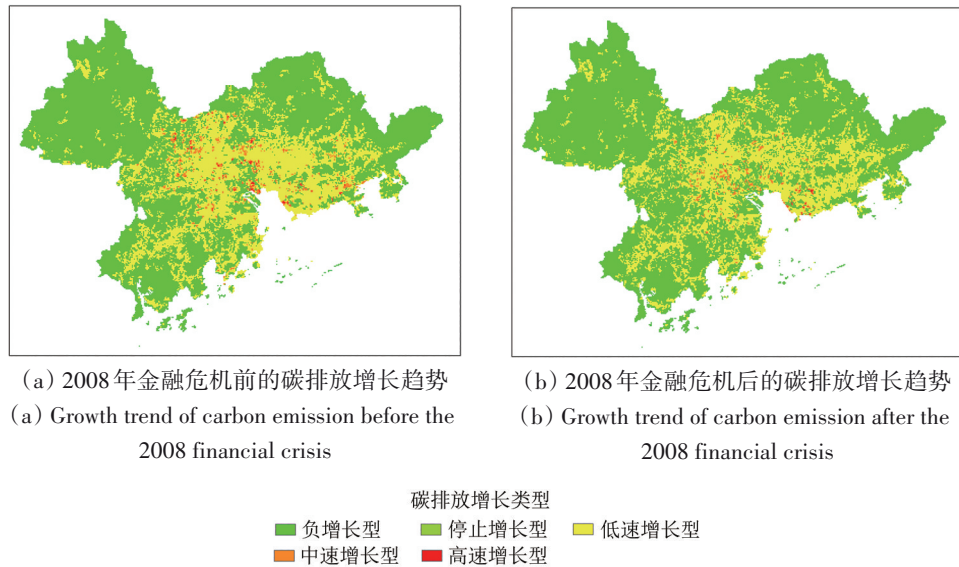 (a) 2008年金融危机前的碳排放增长趋势
(a) Growth trend of carbon emission before the
2008 financial crisis
(b) 2008年金融危机后的碳排放增长趋势
(b) Growth trend of carbon emission after the
2008 financial crisis
碳排放增长类型
负增长型 停止增长型 低速增长型
中速增长型 高速增长型